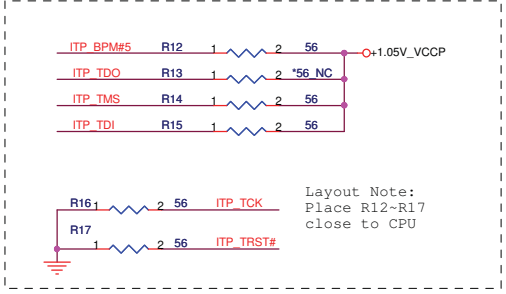 ITP_BPM#5 R12 1 2 56 +1.05V_VCCP
ITP_TDO R13 1 2 *56_NC
ITP_TMS R14 1 2 56
ITP_TDI R15 1 2 56
R16 1 2 56 ITP_TCK
R17
1 2 56 ITP_TRST#
Layout Note:
Place R12~R17
close to CPU